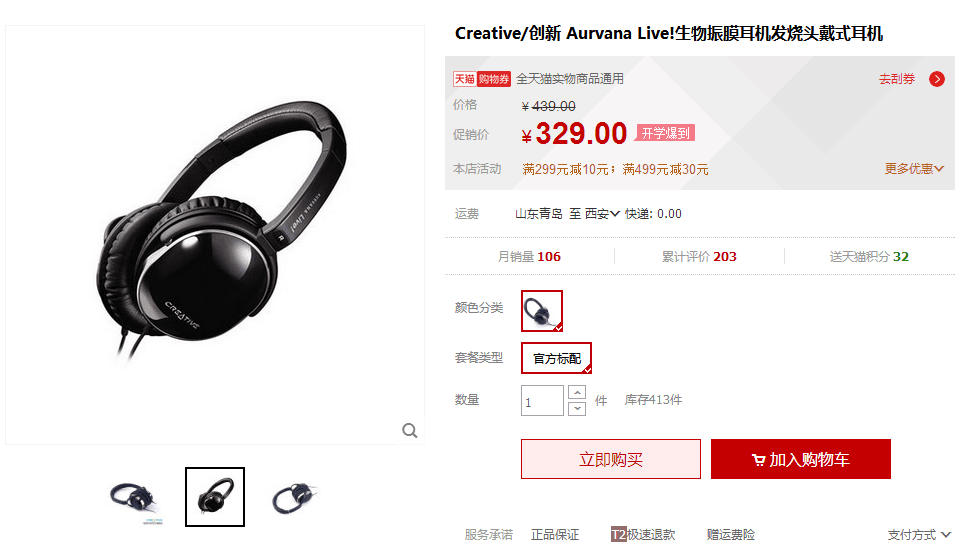 Creative/创新 Aurvana Live!生物振膜耳机发烧头戴式耳机
天猫 购物券 全天猫实物商品通用 去刮券
价格 ¥ 439.00
促销价 ¥ 329.00 开学爆到
本店活动 满299元减10元；满499元减30元 更多优惠
运费 山东青岛 至 西安 快递: 0.00
月销量 106 累计评价 203 送天猫积分 32
颜色分类
套餐类型 官方标配
数量 1 件 库存413件
立即购买 加入购物车
服务承诺 正品保证 T2极速退款 赠运费险 支付方式
CREATIVE
AURVANA Live!
R